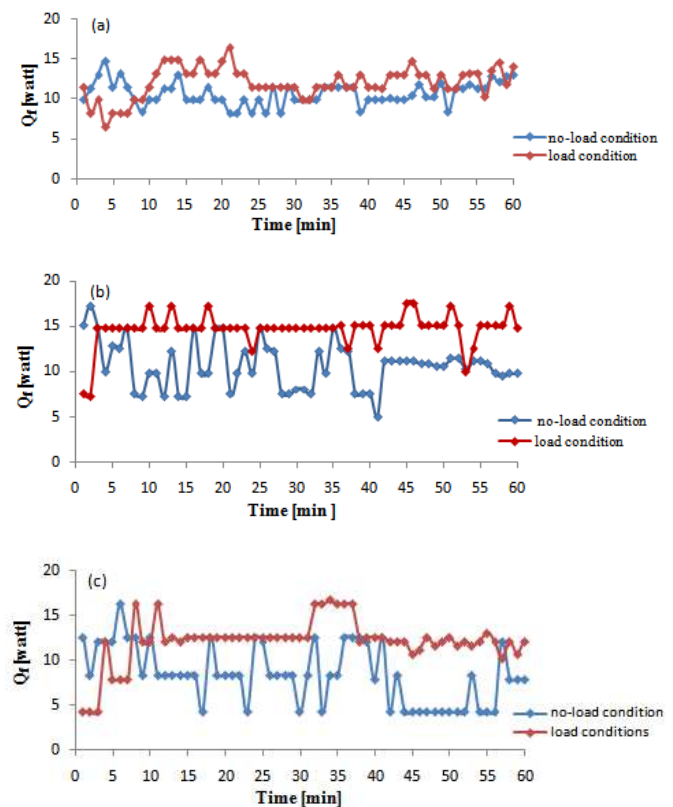 (a)
20
15
10
5
0
Qf [watt]
0 5 10 15 20 25 30 35 40 45 50 55 60
Time [min]
no-load condition
load condition
(b)
20
15
10
5
0
Qf [watt]
0 5 10 15 20 25 30 35 40 45 50 55 60
Time [min ]
no-load condition
load condition
(c)
20
15
10
5
0
Qf [watt]
0 5 10 15 20 25 30 35 40 45 50 55 60
Time [min]
no-load condition
load conditions